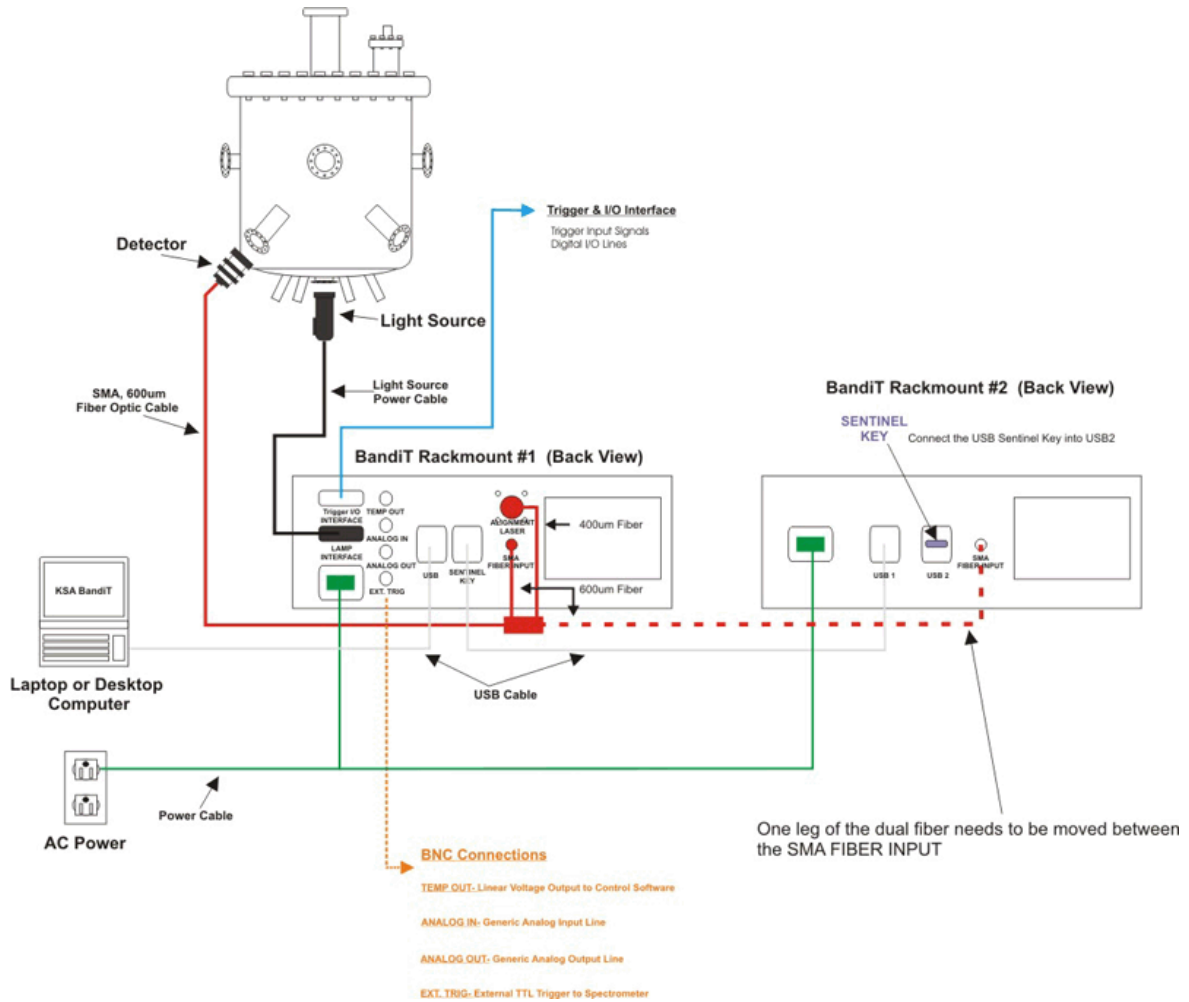 Trigger & I/O Interface
Trigger Input Signals
Digital I/O Lines
Detector
Light Source
SMA, 600um
Fiber Optic Cable
Light Source
Power Cable
BandiT Rackmount #2 (Back View)
SENTINEL
KEY
Connect the USB Sentinel Key into USB2
BandiT Rackmount #1 (Back View)
Trigger I/O
INTERFACE
TEMP OUT
LAMP
INTERFACE
ANALOG IN
ANALOG OUT
EXT. TRIG
USB
SENTINEL
KEY
ALIGNMENT
LASER
SMA
FIBER INPUT
400um Fiber
600um Fiber
USB 1
USB 2
SMA
FIBER INPUT
KSA BandiT
Laptop or Desktop
Computer
USB Cable
AC Power
Power Cable
One leg of the dual fiber needs to be moved between
the SMA FIBER INPUT
BNC Connections
TEMP OUT- Linear Voltage Output to Control Software
ANALOG IN- Generic Analog Input Line
ANALOG OUT- Generic Analog Output Line
EXT. TRIG- External TTL Trigger to Spectrometer